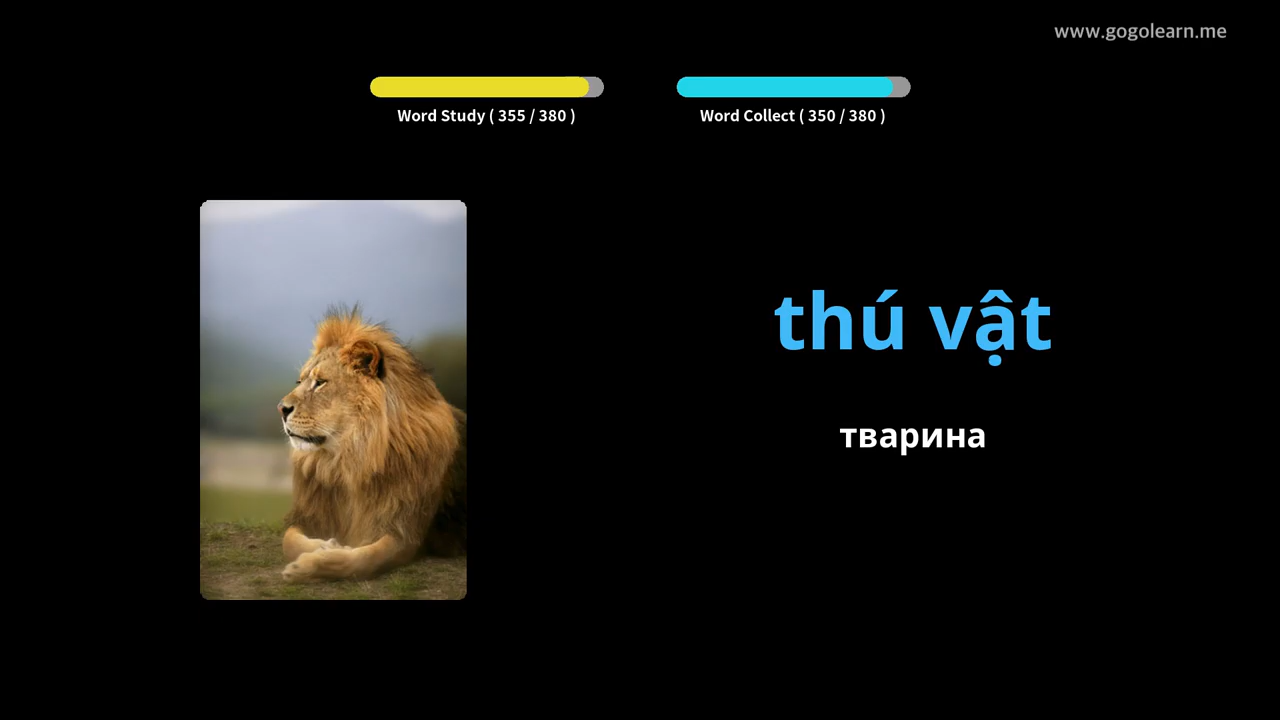 www.gogolearn.me
Word Study ( 355 / 380 )
Word Collect ( 350 / 380 )
thú vật
тварина